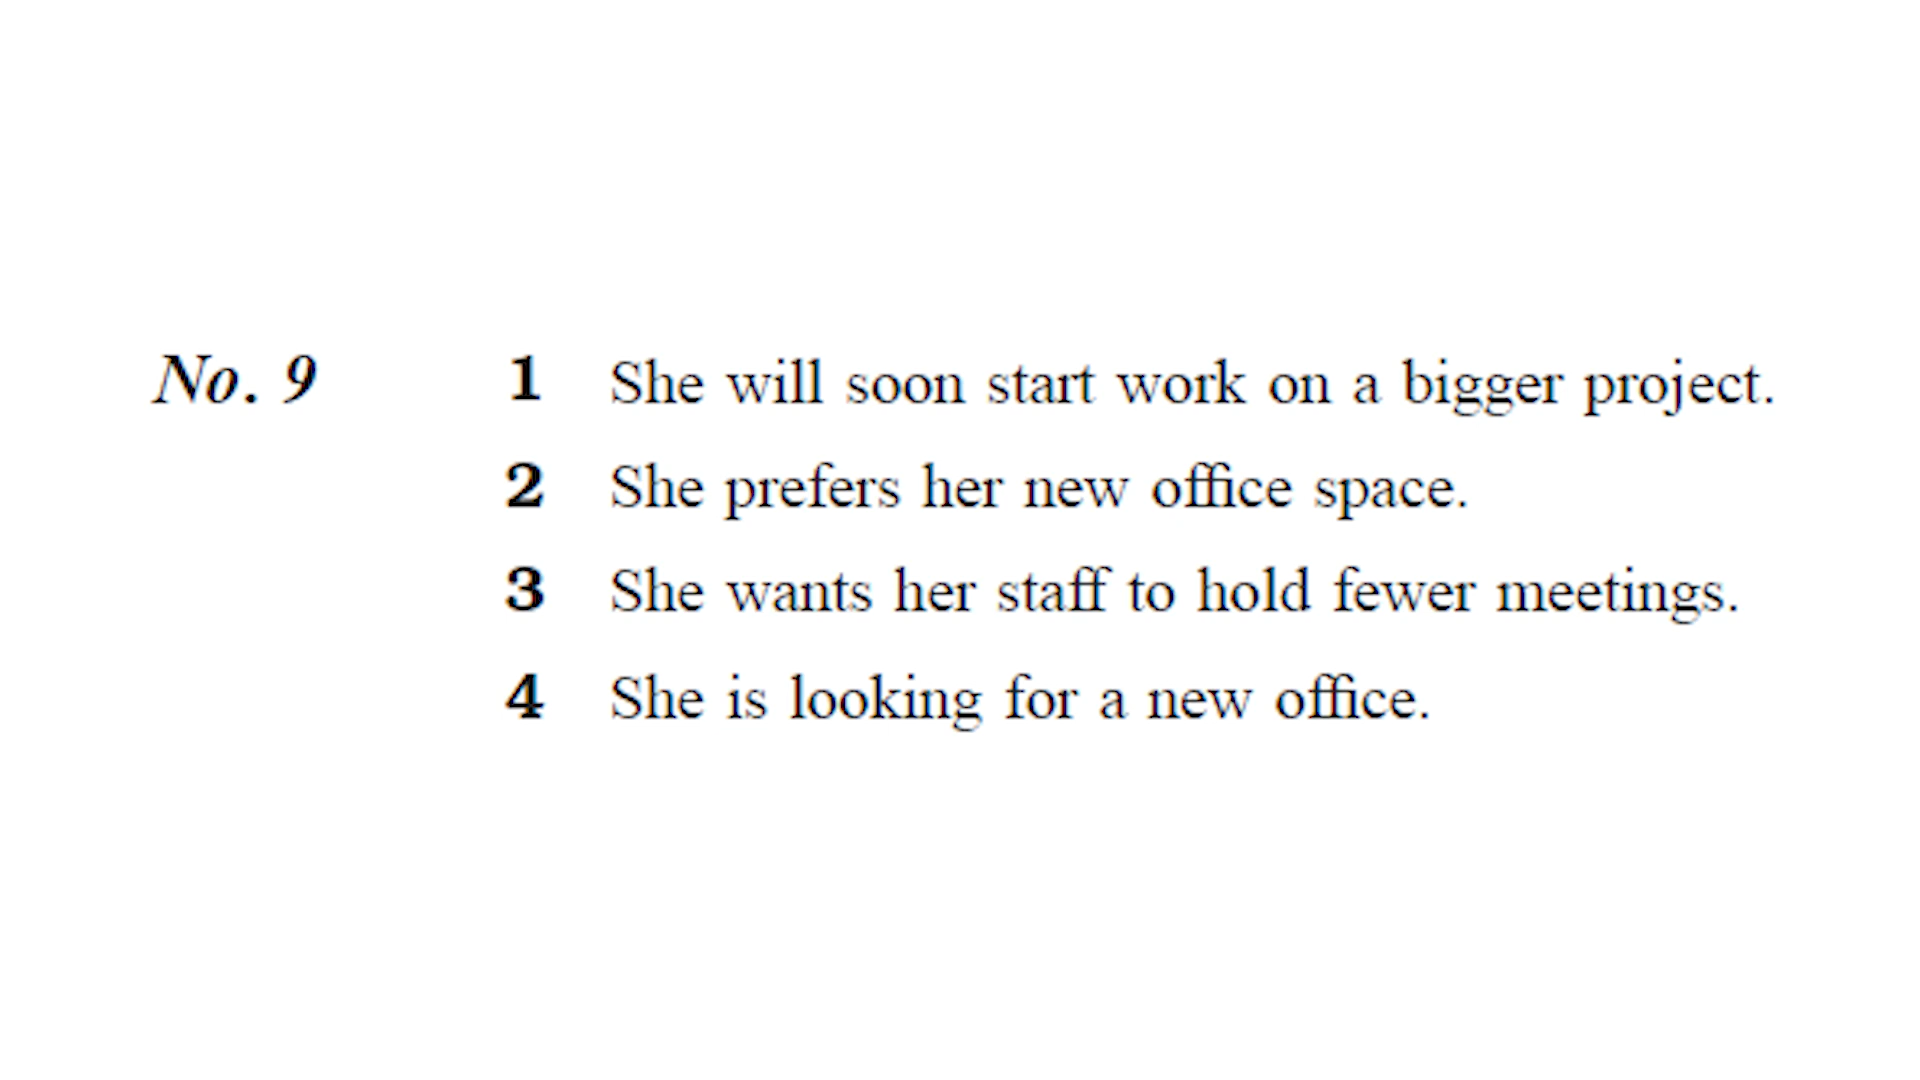 No. 9 1 She will soon start work on a bigger project.
2 She prefers her new office space.
3 She wants her staff to hold fewer meetings.
4 She is looking for a new office.